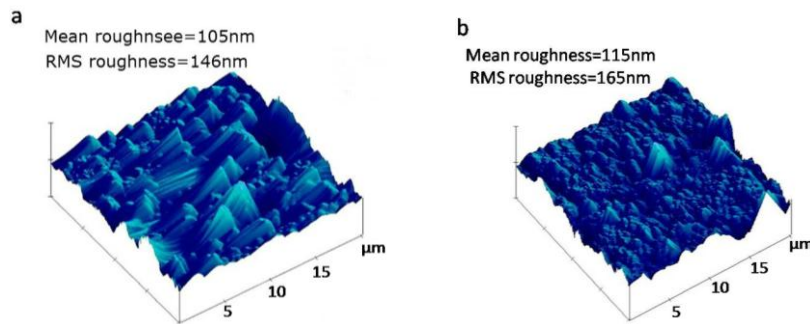 a
Mean roughnsee=105nm
RMS roughness=146nm
µm
15
10
5
b
Mean roughness=115nm
RMS roughness=165nm
µm
15
10
5